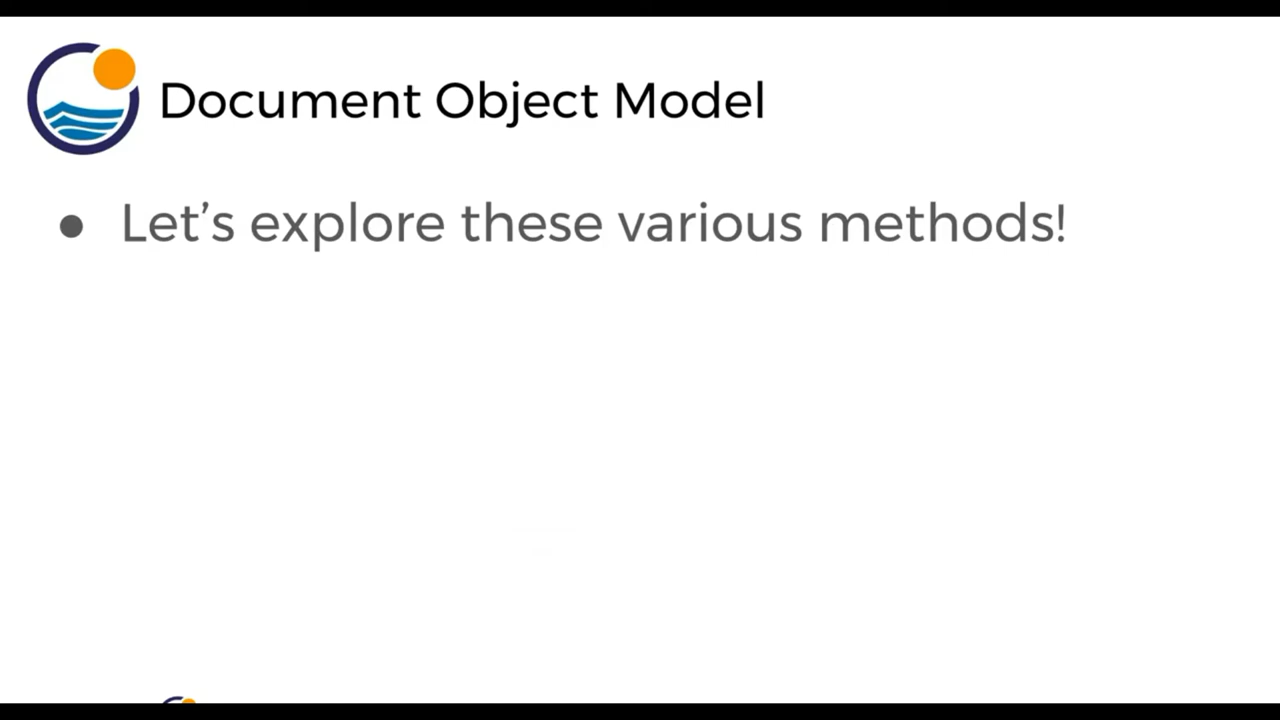 Document Object Model
● Let’s explore these various methods!